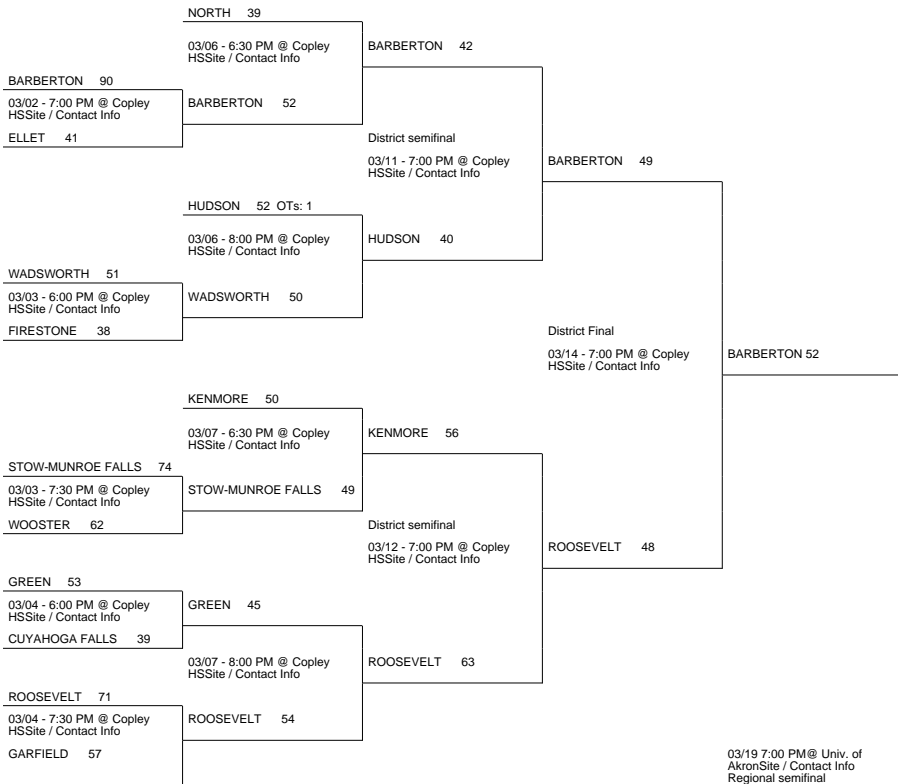 NORTH 39
03/06 - 6:30 PM @ Copley
HSSite / Contact Info
BARBERTON 42
BARBERTON 90
03/02 - 7:00 PM @ Copley
HSSite / Contact Info
BARBERTON 52
ELLET 41
District semifinal
03/11 - 7:00 PM @ Copley
HSSite / Contact Info
BARBERTON 49
HUDSON 52 OTs: 1
03/06 - 8:00 PM @ Copley
HSSite / Contact Info
HUDSON 40
WADSWORTH 51
03/03 - 6:00 PM @ Copley
HSSite / Contact Info
WADSWORTH 50
FIRESTONE 38
District Final
03/14 - 7:00 PM @ Copley
HSSite / Contact Info
BARBERTON 52
KENMORE 50
03/07 - 6:30 PM @ Copley
HSSite / Contact Info
KENMORE 56
STOW-MUNROE FALLS 74
03/03 - 7:30 PM @ Copley
HSSite / Contact Info
STOW-MUNROE FALLS 49
WOOSTER 62
District semifinal
03/12 - 7:00 PM @ Copley
HSSite / Contact Info
ROOSEVELT 48
GREEN 53
03/04 - 6:00 PM @ Copley
HSSite / Contact Info
GREEN 45
CUYAHOGA FALLS 39
03/07 - 8:00 PM @ Copley
HSSite / Contact Info
ROOSEVELT 63
ROOSEVELT 71
03/04 - 7:30 PM @ Copley
HSSite / Contact Info
ROOSEVELT 54
GARFIELD 57
03/19 7:00 PM@ Univ. of
AkronSite / Contact Info
Regional semifinal